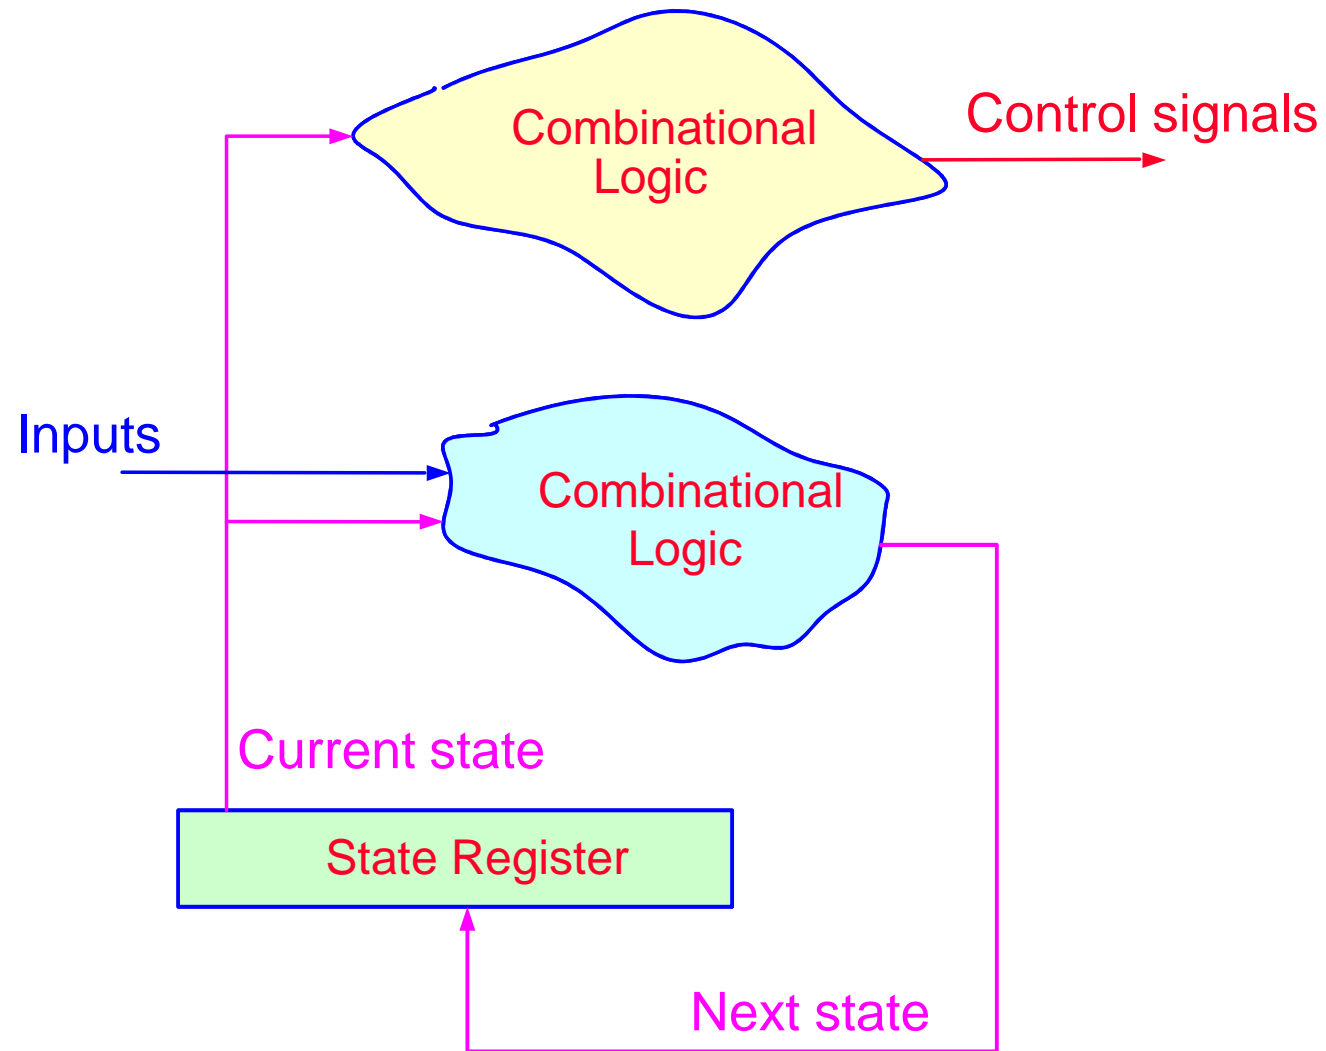 Combinational
Logic
Control signals
Inputs
Combinational
Logic
Current state
State Register
Next state